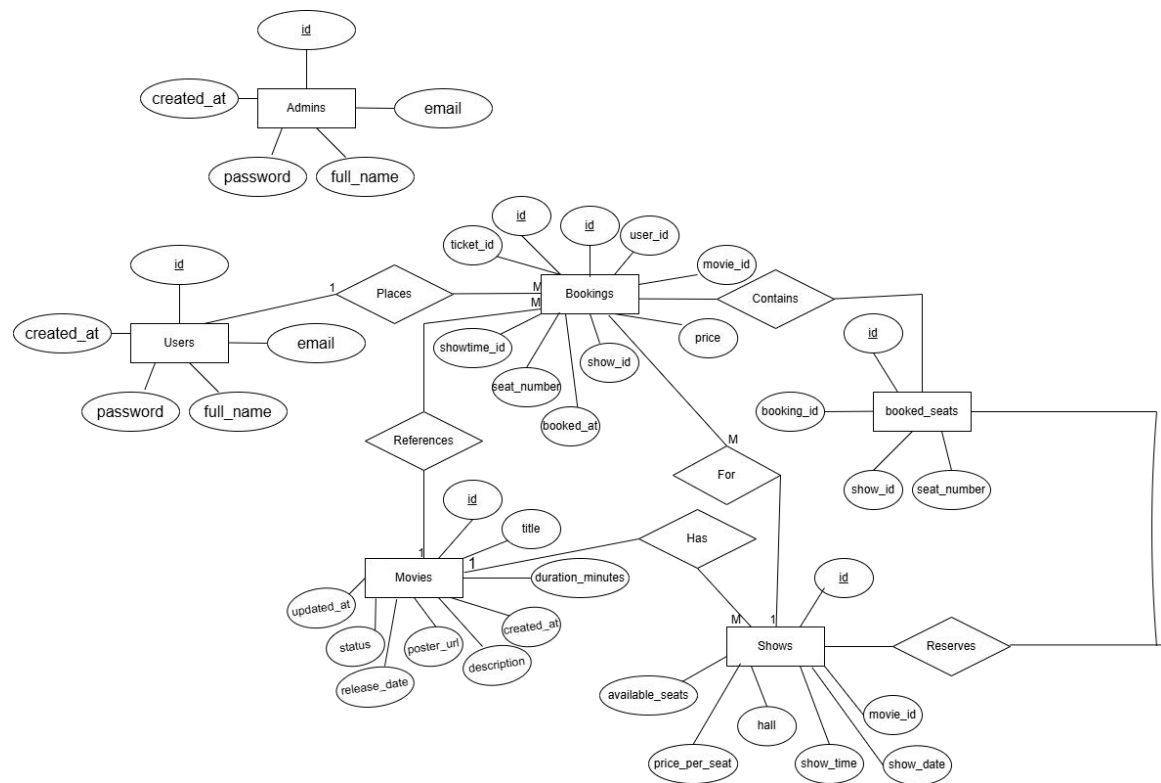 id
created_at
Admins
email
password
full_name
id
id
user_id
ticket_id
movie_id
id
1
Places
M
Bookings
Contains
M
created_at
Users
email
showtime_id
show_id
price
id
seat_number
password
full_name
booked_at
booking_id
booked_seats
References
M
For
show_id
seat_number
id
title
Has
1
1
Movies
duration_minutes
id
updated_at
created_at
M
1
status
poster_url
description
Shows
Reserves
release_date
available_seats
movie_id
hall
price_per_seat
show_time
show_date